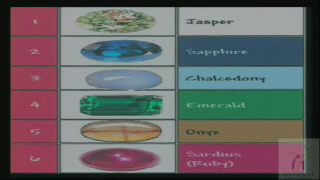 1
Jasper
2
Sapphire
3
Chalcedony
4
Emerald
5
Onyx
6
Sardius
(Ruby)